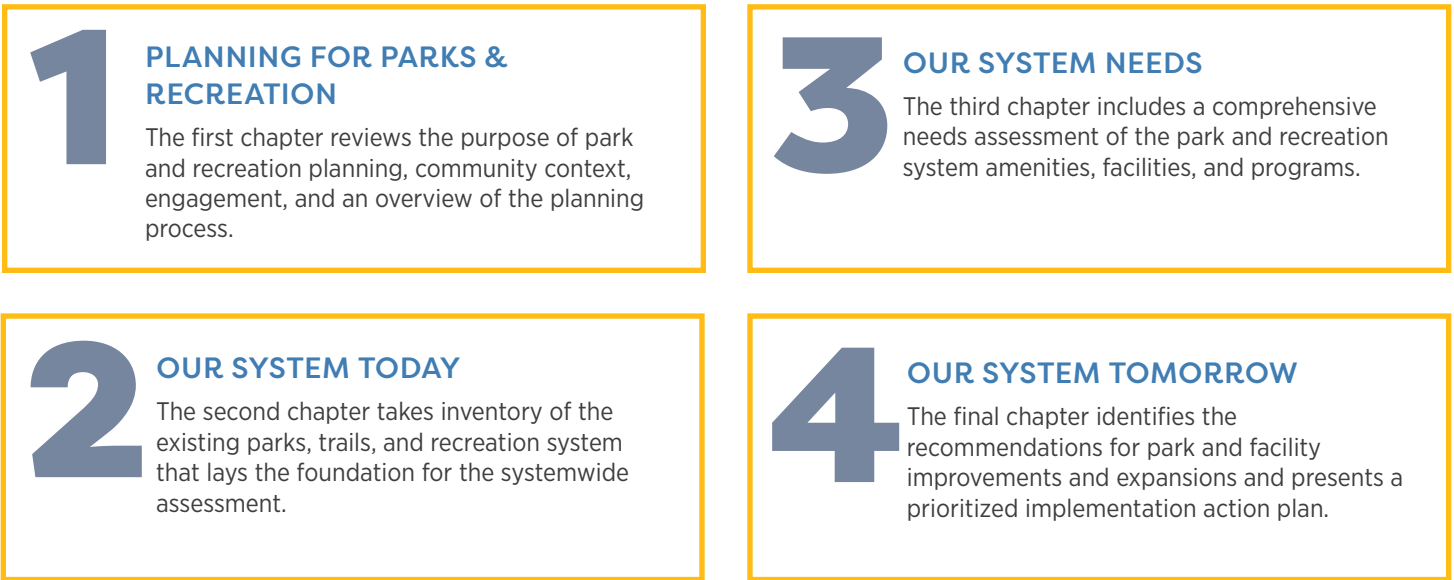 1
PLANNING FOR PARKS &
RECREATION
The first chapter reviews the purpose of park
and recreation planning, community context,
engagement, and an overview of the planning
process.
2
OUR SYSTEM TODAY
The second chapter takes inventory of the
existing parks, trails, and recreation system
that lays the foundation for the systemwide
assessment.
3
OUR SYSTEM NEEDS
The third chapter includes a comprehensive
needs assessment of the park and recreation
system amenities, facilities, and programs.
4
OUR SYSTEM TOMORROW
The final chapter identifies the
recommendations for park and facility
improvements and expansions and presents a
prioritized implementation action plan.